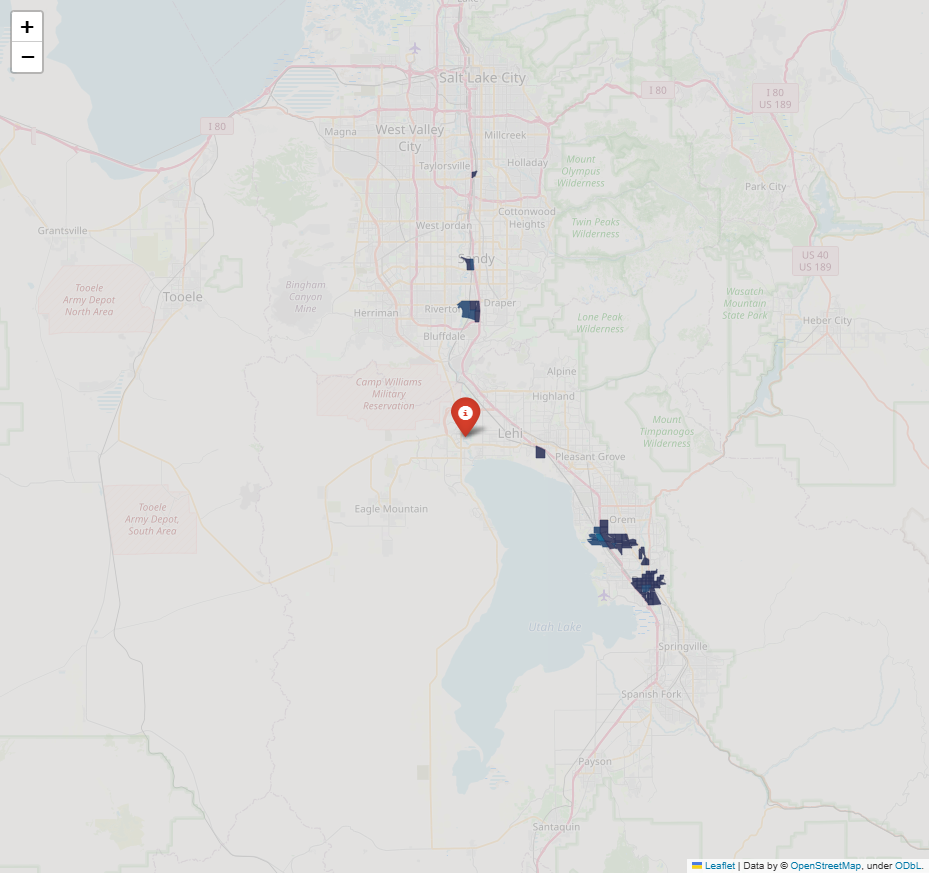 +
−
Salt Lake City
I 80
I 80
US 189
I 80
Magna
West Valley
City
Millcreek
Taylorsville
Holladay
Mount
Olympus
Wilderness
Park City
Grantsville
West Jordan
Cottonwood
Heights
Twin Peaks
Wilderness
Sandy
US 40
US 189
Tooele
Army Depot
North Area
Tooele
Bingham
Canyon
Mine
Herriman
Riverto
Draper
Bluffdale
Lone Peak
Wilderness
Wasatch
Mountain
State Park
Heber City
Alpine
Camp Williams
Military
Reservation
Highland
Lehi
Mount
Timpanogos
Wilderness
Pleasant Grove
Eagle Mountain
Tooele
Army Depot,
South Area
Orem
Utah Lake
Springville
Spanish Fork
Payson
Santaquin
Leaflet | Data by © OpenStreetMap, under ODbL.